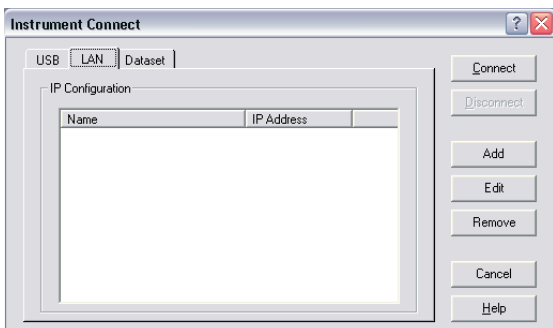 Instrument Connect
USB LAN Dataset
IP Configuration
Name IP Address
Connect
Disconnect
Add
Edit
Remove
Cancel
Help